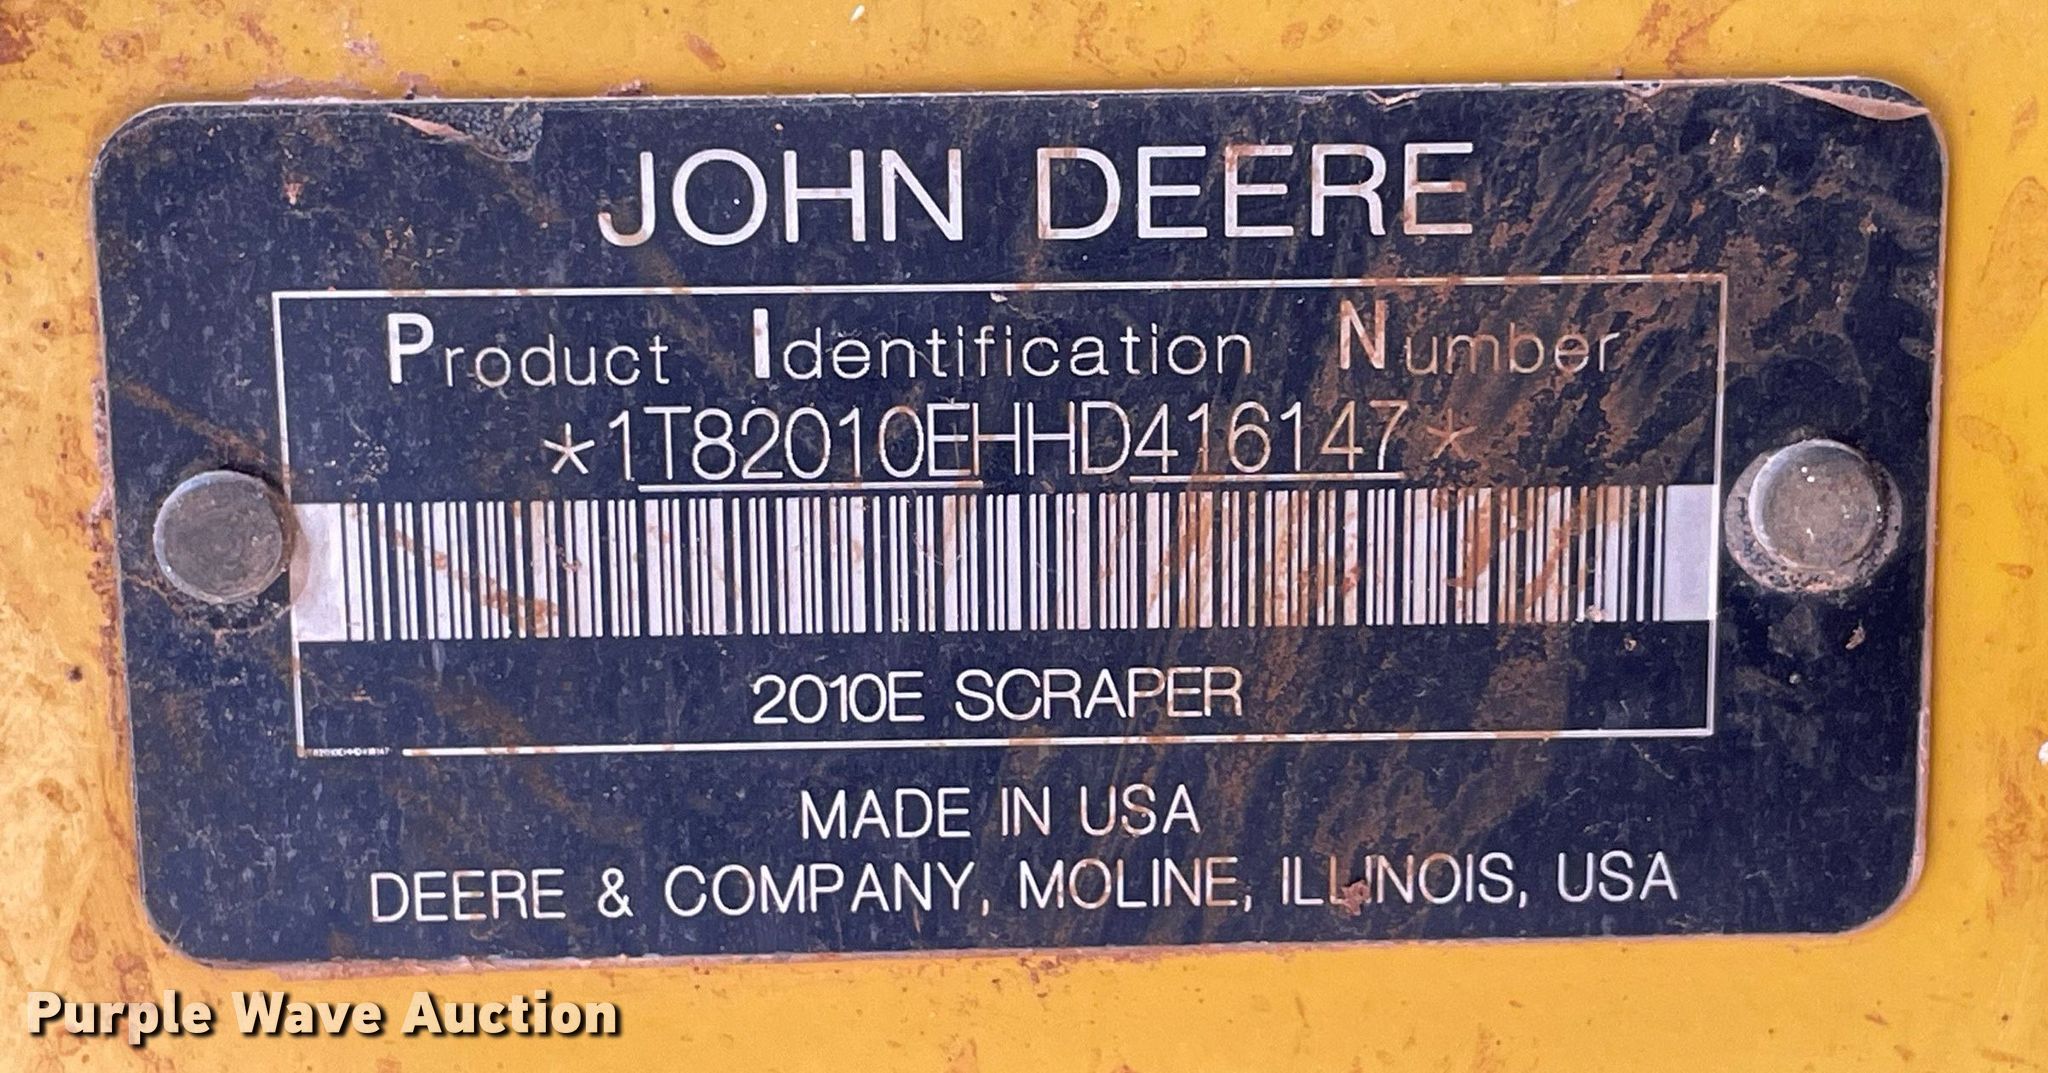 JOHN DEERE
Product Identification Number
*1T82010EHHD416147*
2010E SCRAPER
MADE IN USA
DEERE & COMPANY, MOLINE, ILLINOIS, USA
Purple Wave Auction